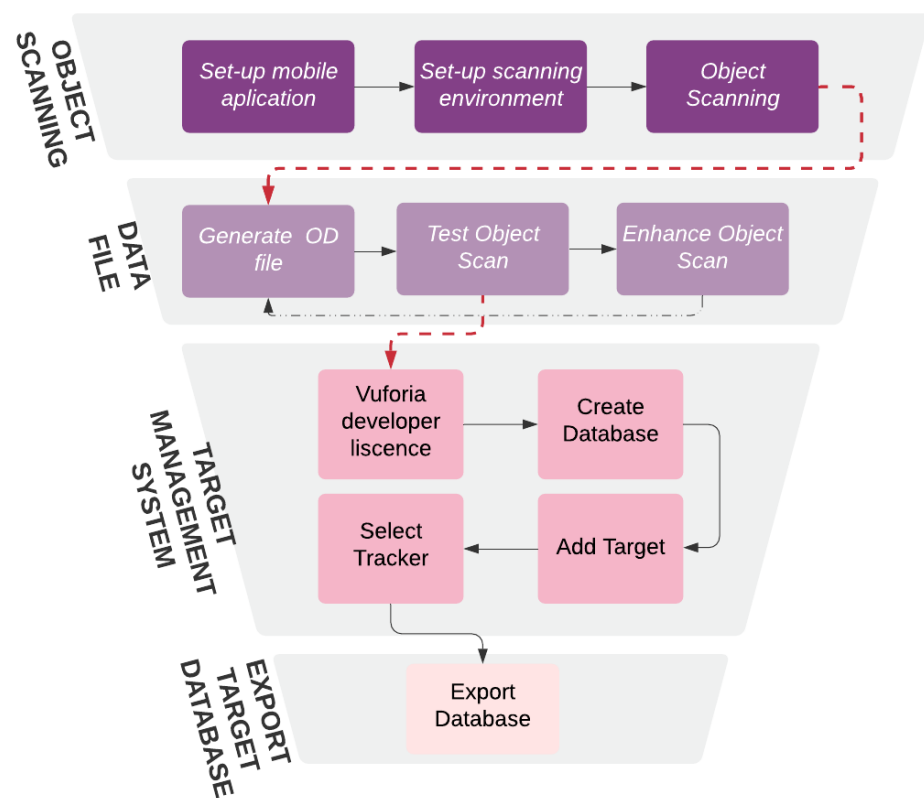 OBJECT
SCANNING
Set-up mobile
aplication
Set-up scanning
environment
Object
Scanning
DATA
FILE
Generate OD
file
Test Object
Scan
Enhance Object
Scan
TARGET
MANAGEMENT
SYSTEM
Vuforia
developer
liscence
Create
Database
Select
Tracker
Add Target
EXPORT
TARGET
DATABASE
Export
Database